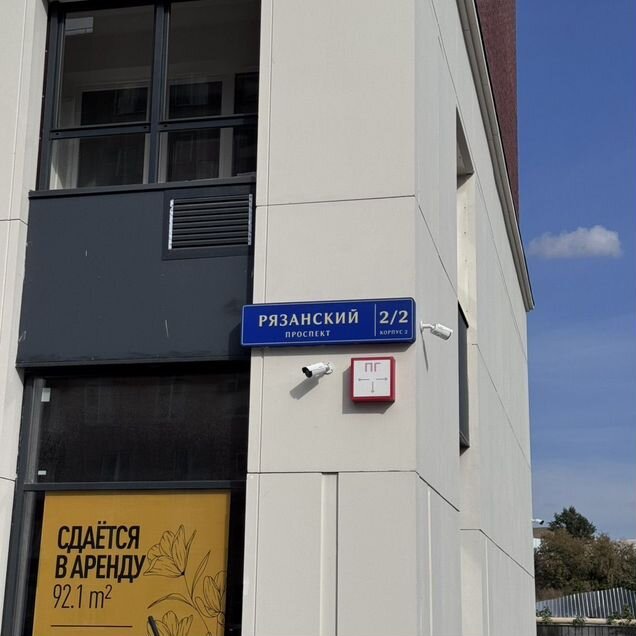 РЯЗАНСКИЙ
ПРОСПЕКТ
2/2
КОРПУС 2
ПГ
СДАЁТСЯ
В АРЕНДУ
92.1 m²